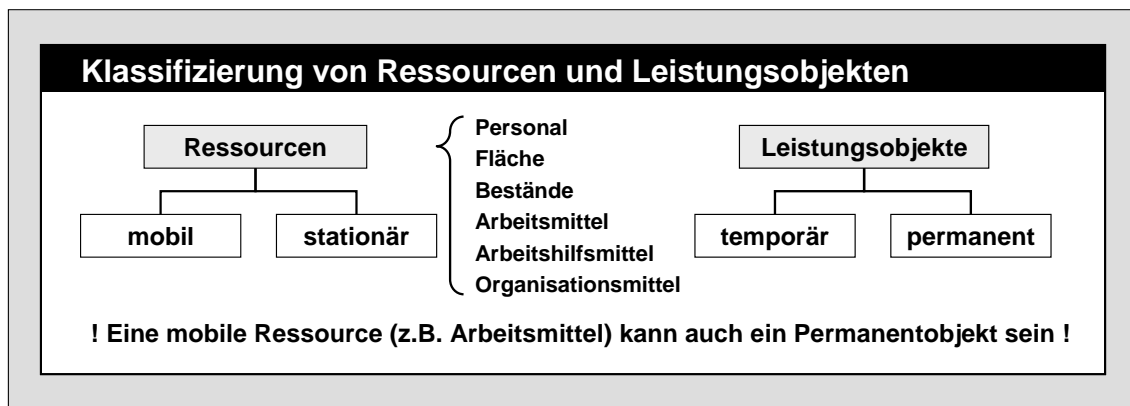 Klassifizierung von Ressourcen und Leistungsobjekten
Ressourcen
mobil
stationär
Personal
Fläche
Bestände
Arbeitsmittel
Arbeitshilfsmittel
Organisationsmittel
Leistungsobjekte
temporär
permanent
! Eine mobile Ressource (z.B. Arbeitsmittel) kann auch ein Permanentobjekt sein !